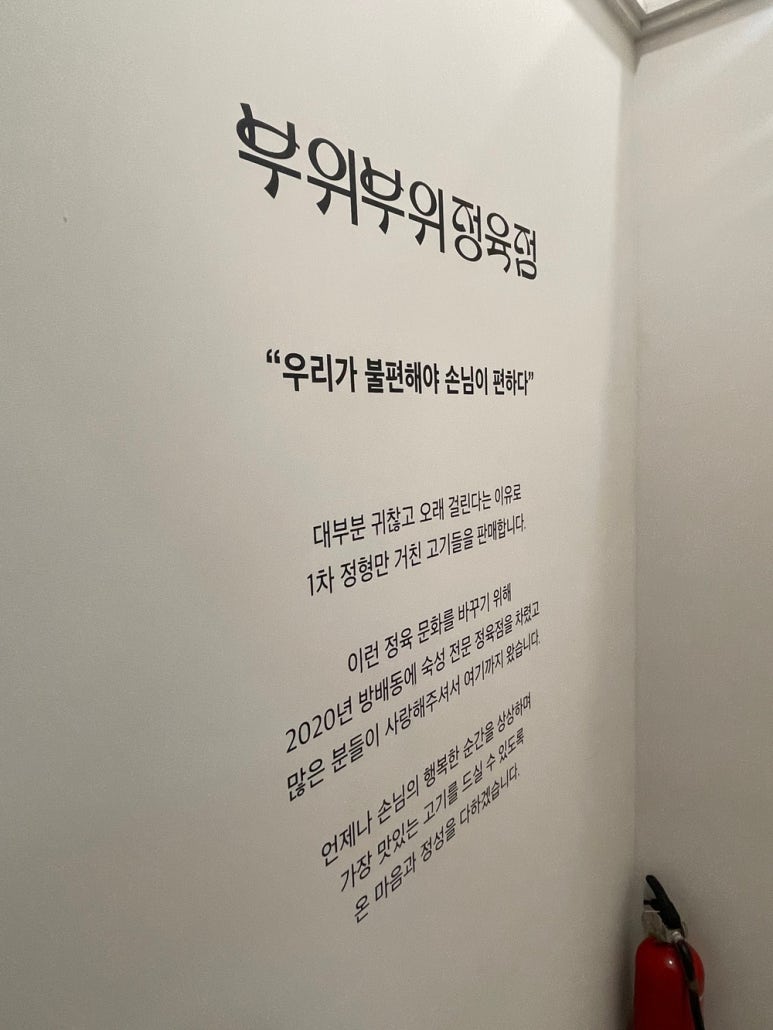 부위부위정육점
“우리가 불편해야 손님이 편하다”
대부분 귀찮고 오래 걸린다는 이유로
1차 정형만 거친 고기들을 판매합니다.
이런 정육 문화를 바꾸기 위해
2020년 방배동에 숙성 전문 정육점을 차렸고
많은 분들이 사랑해주셔서 여기까지 왔습니다.
언제나 손님의 행복한 순간을 상상하며
가장 맛있는 고기를 드실 수 있도록
온 마음과 정성을 다하겠습니다.